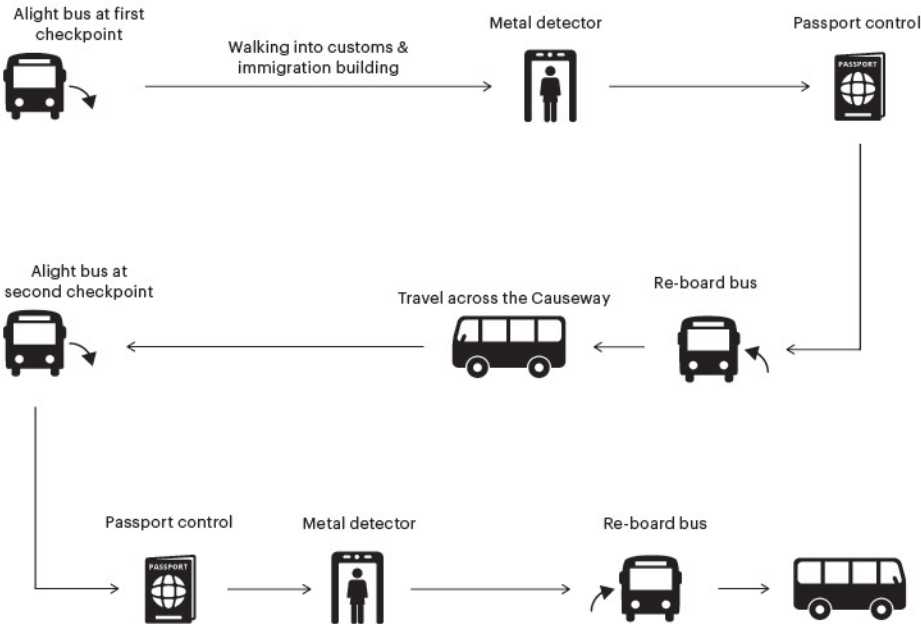 Alight bus at first
checkpoint
Walking into customs &
immigration building
Metal detector
Passport control
PASSPORT
Re-board bus
Travel across the Causeway
Alight bus at
second checkpoint
Passport control
PASSPORT
Metal detector
Re-board bus